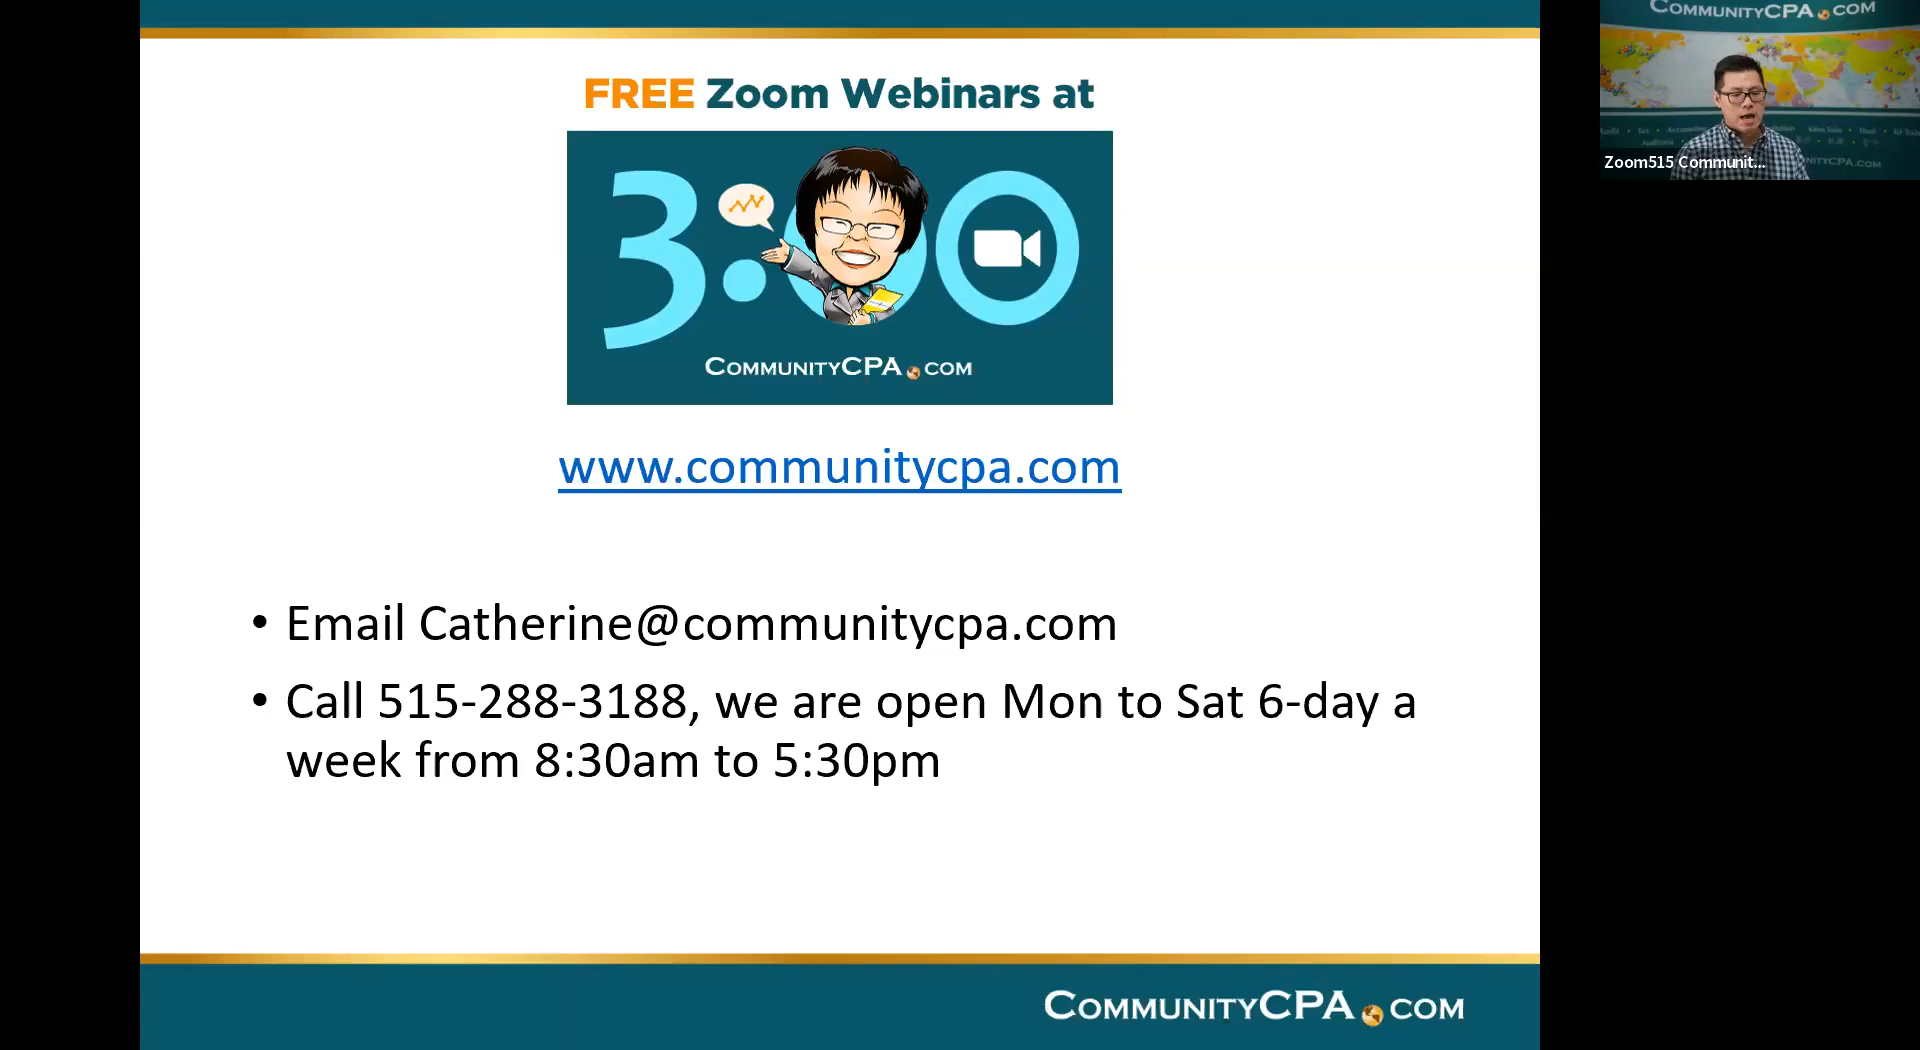 FREE Zoom Webinars at
3:00
COMMUNITYCPA.COM
www.communitycpa.com
• Email Catherine@communitycpa.com
• Call 515-288-3188, we are open Mon to Sat 6-day a
week from 8:30am to 5:30pm
COMMUNITYCPA.COM
COMMUNITYCPA.COM
Zoom515 Communit...